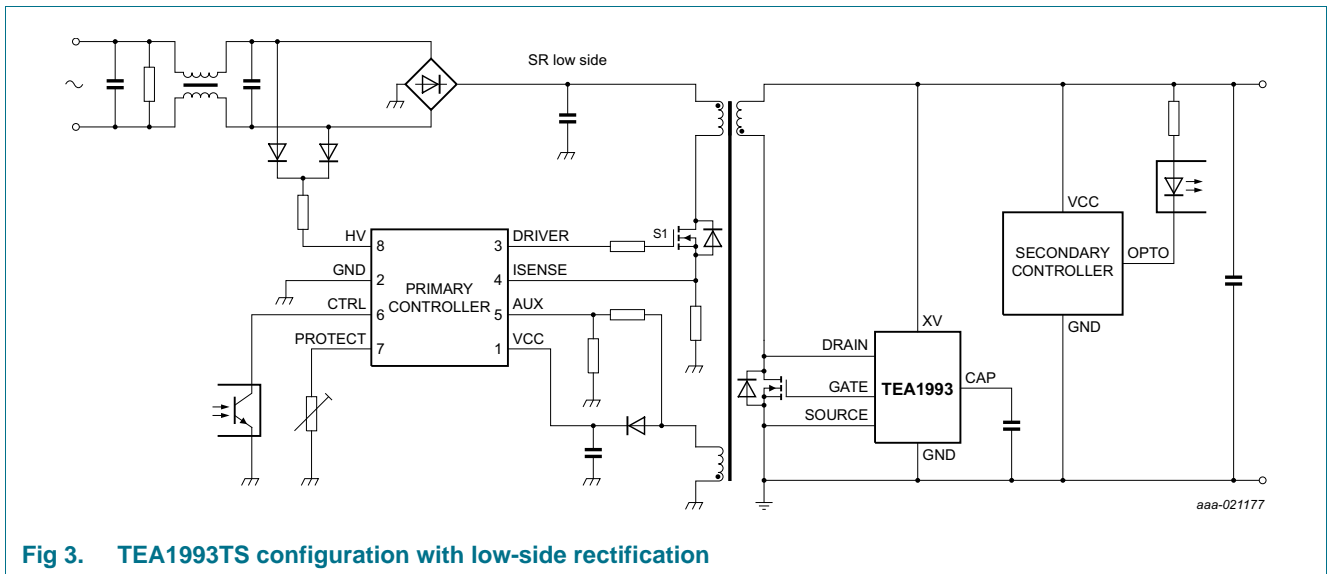 SR low side
S1
HV
8
3
DRIVER
GND
2
4
ISENSE
PRIMARY
CONTROLLER
CTRL
6
5
AUX
PROTECT
7
1
VCC
XV
DRAIN
GATE
SOURCE
TEA1993
CAP
GND
VCC
SECONDARY
CONTROLLER
OPTO
GND
aaa-021177
Fig 3. TEA1993TS configuration with low-side rectification